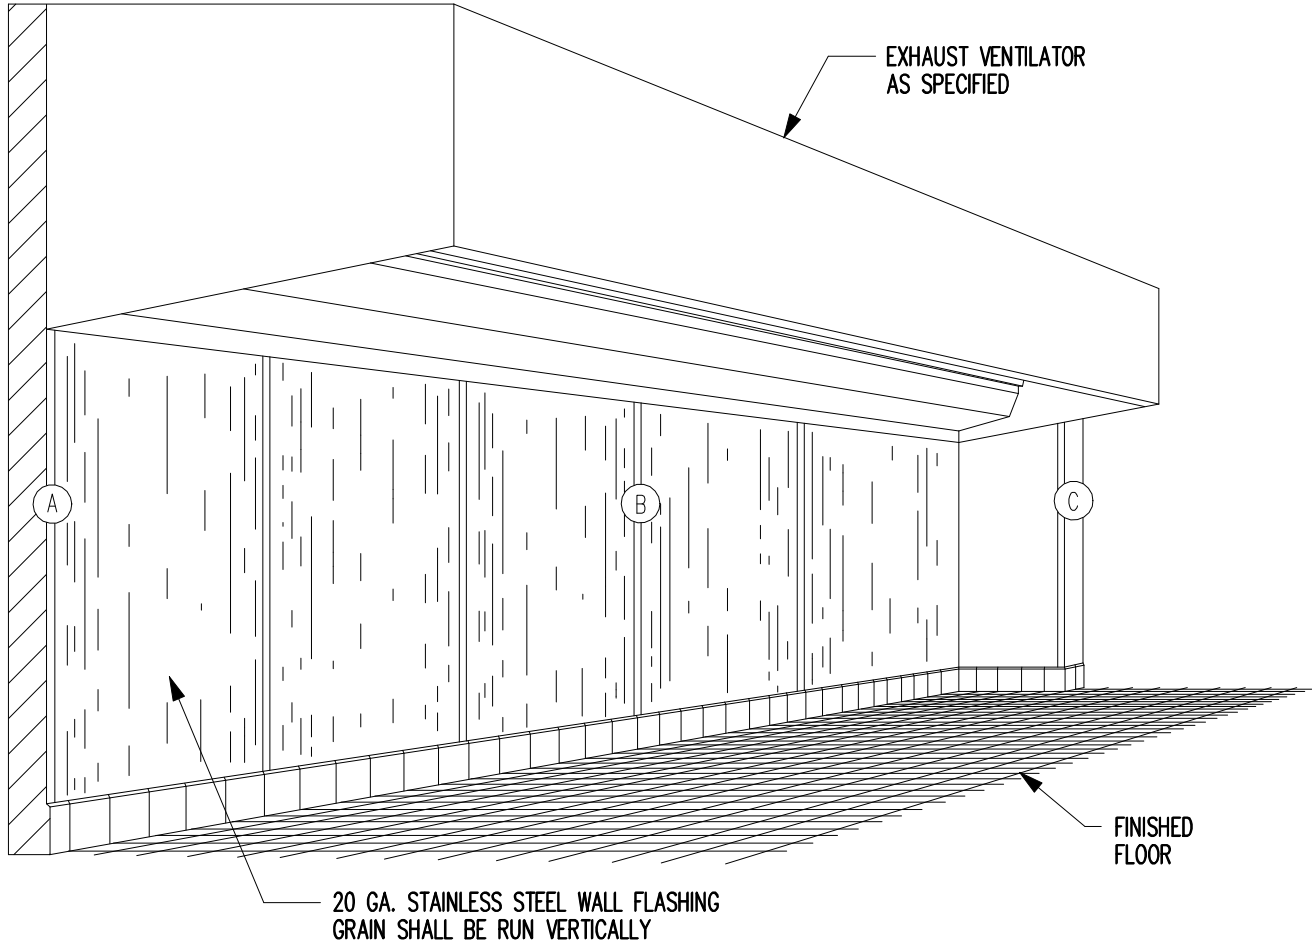 EXHAUST VENTILATOR
AS SPECIFIED
A
B
C
FINISHED
FLOOR
20 GA. STAINLESS STEEL WALL FLASHING
GRAIN SHALL BE RUN VERTICALLY